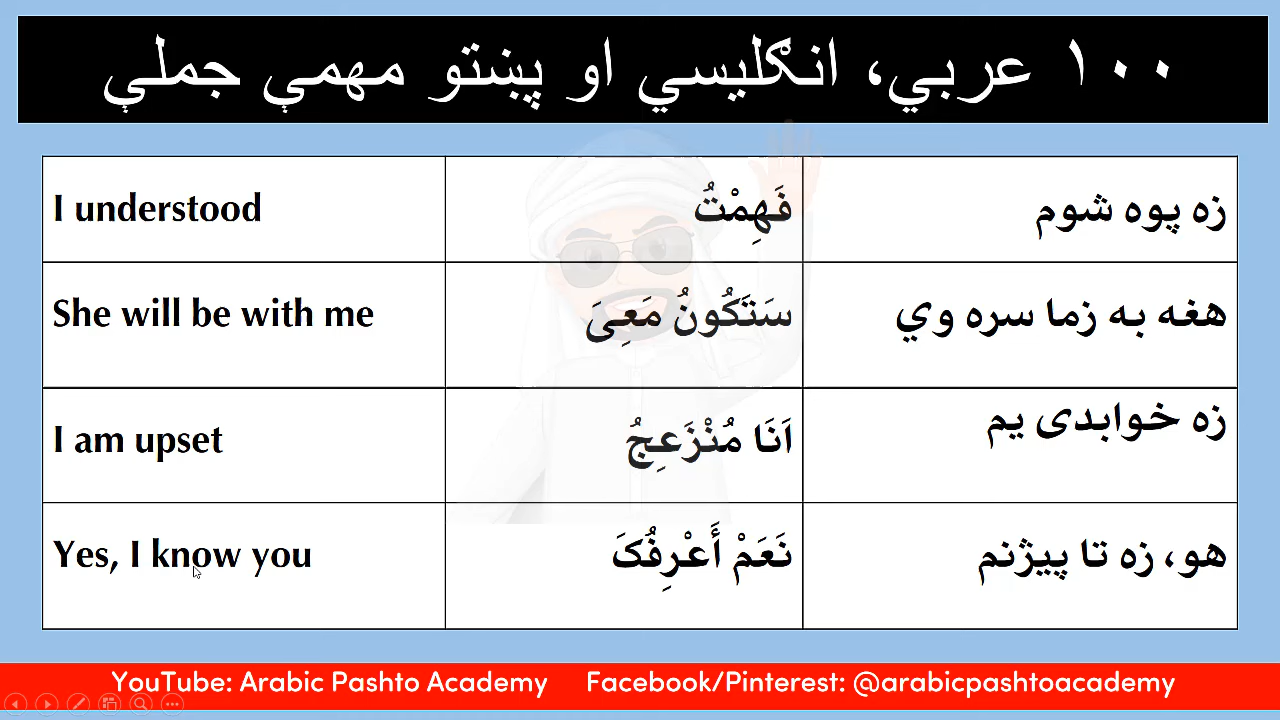 ۱۰۰ عربي، انګلیسي او پښتو مهمې جملې
I understood فَهِمْتُ زه پوه شوم
She will be with me سَتَكُونُ مَعِیَ هغه به زما سره وي
I am upset اَنَا مُنْزَعِجُ زه خوابدی یم
Yes, I know you نَعَمْ أَعْرِفُکَ هو، زه تا پیژنم
YouTube: Arabic Pashto Academy Facebook/Pinterest: @arabicpashtoacademy